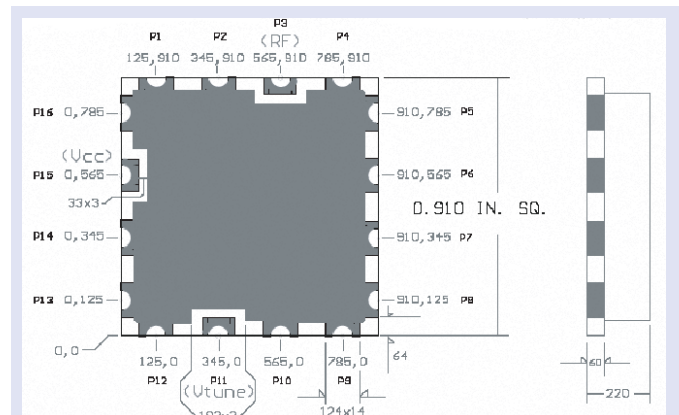 P3
P1 P2 (RF) P4
125,910 345,910 565,910 785,910
P16 0,785 910,785 P5
(Vcc)
P15 0,565 910,565 P6
33x3
0.910 IN. SQ.
P14 0,345 910,345 P7
P13 0,125 910,125 P8
0,0
64
125,0 345,0 565,0 785,0
60
P12 P11 P10 P9
(Vtune)
220
124x14